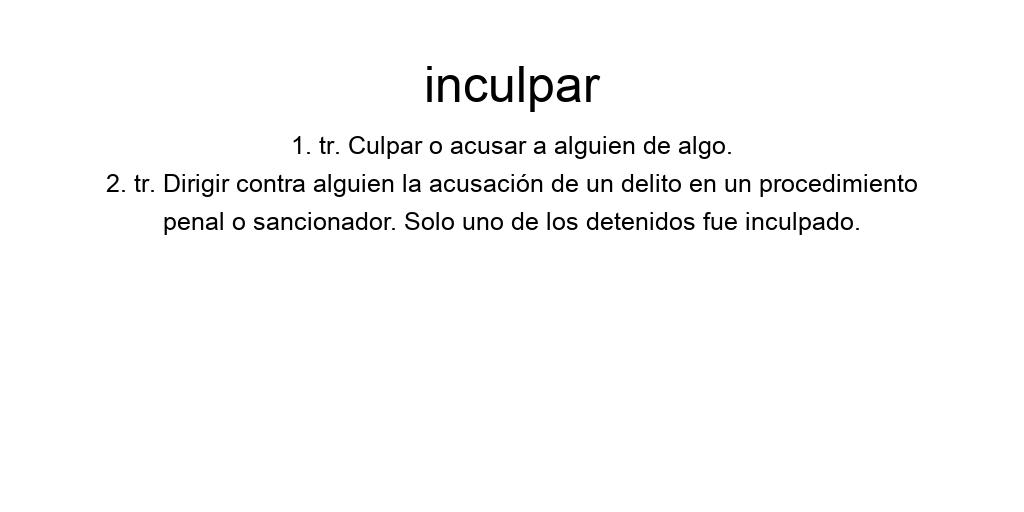 inculpar
1. tr. Culpar o acusar a alguien de algo.
2. tr. Dirigir contra alguien la acusación de un delito en un procedimiento
penal o sancionador. Solo uno de los detenidos fue inculpado.